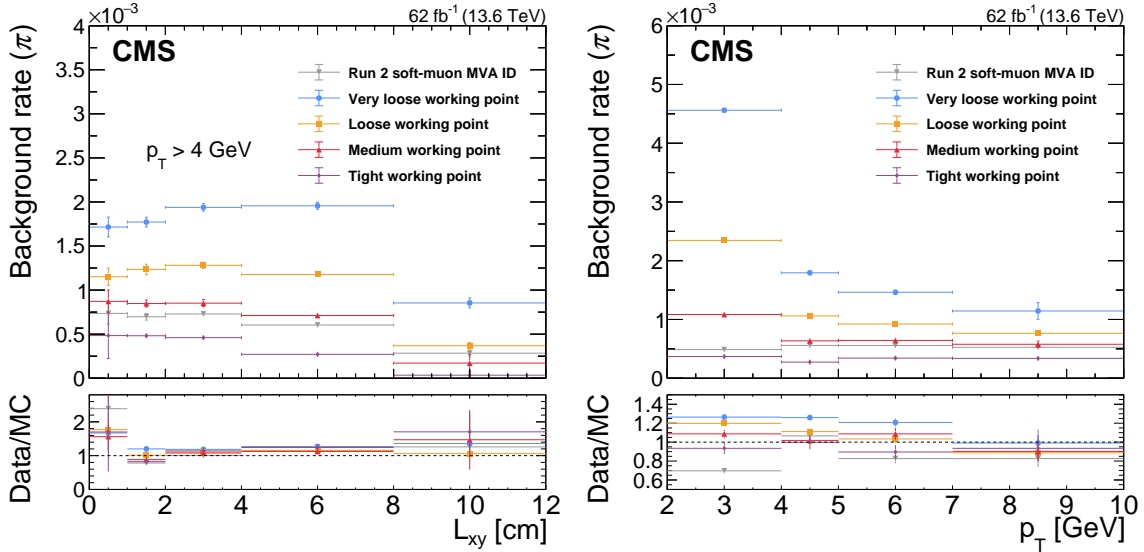 ×10⁻³
62 fb⁻¹ (13.6 TeV)
CMS
Background rate (π)
4
3.5
3
2.5
2
1.5
1
0.5
0
Run 2 soft-muon MVA ID
Very loose working point
Loose working point
Medium working point
Tight working point
p_T > 4 GeV
Data/MC
2
1
0
0 2 4 6 8 10 12
L_xy [cm]
×10⁻³
62 fb⁻¹ (13.6 TeV)
CMS
Background rate (π)
6
5
4
3
2
1
0
Run 2 soft-muon MVA ID
Very loose working point
Loose working point
Medium working point
Tight working point
Data/MC
1.4
1.2
1
0.8
0.6
2 3 4 5 6 7 8 9 10
p_T [GeV]